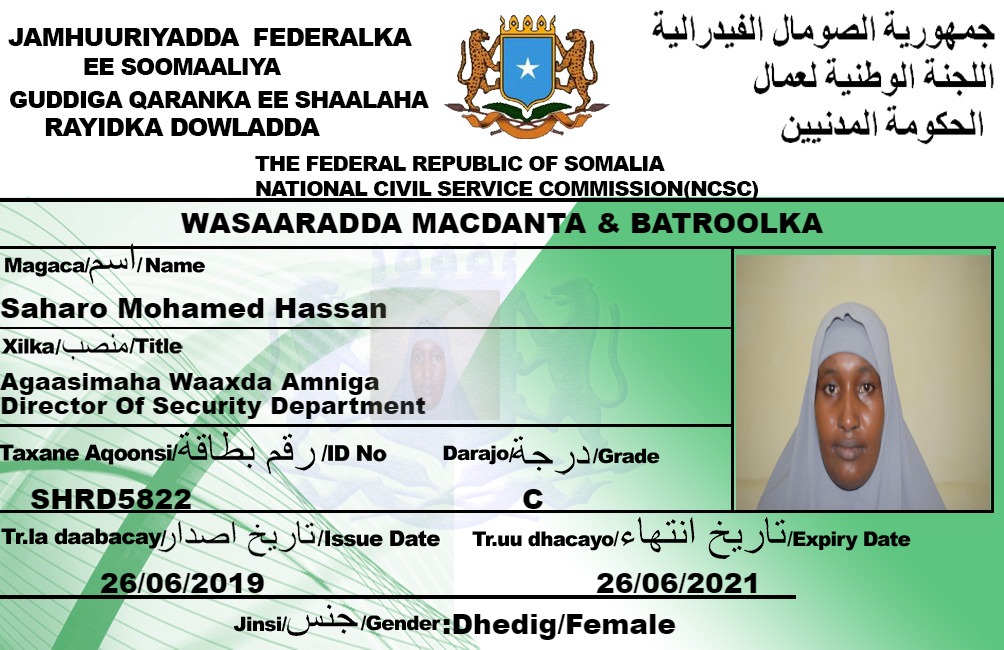 JAMHUURIYADDA FEDERALKA
EE SOOMAALIYA
GUDDIGA QARANKA EE SHAALAHA
RAYIDKA DOWLADDA
جمهورية الصومال الفيدرالية
اللجنة الوطنية لعمال
الحكومة المدنيين
THE FEDERAL REPUBLIC OF SOMALIA
NATIONAL CIVIL SERVICE COMMISSION(NCSC)
WASAARADDA MACDANTA & BATROOLKA
Magaca/اسم/Name
Saharo Mohamed Hassan
Xilka/منصب/Title
Agaasimaha Waaxda Amniga
Director Of Security Department
Taxane Aqoonsi/رقم بطاقة/ID No Darajo/درجة/Grade
SHRD5822 C
Tr.la daabacay/تاريخ اصدار/Issue Date Tr.uu dhacayo/تاريخ انتهاء/Expiry Date
26/06/2019 26/06/2021
Jinsi/جنس/Gender:Dhedig/Female